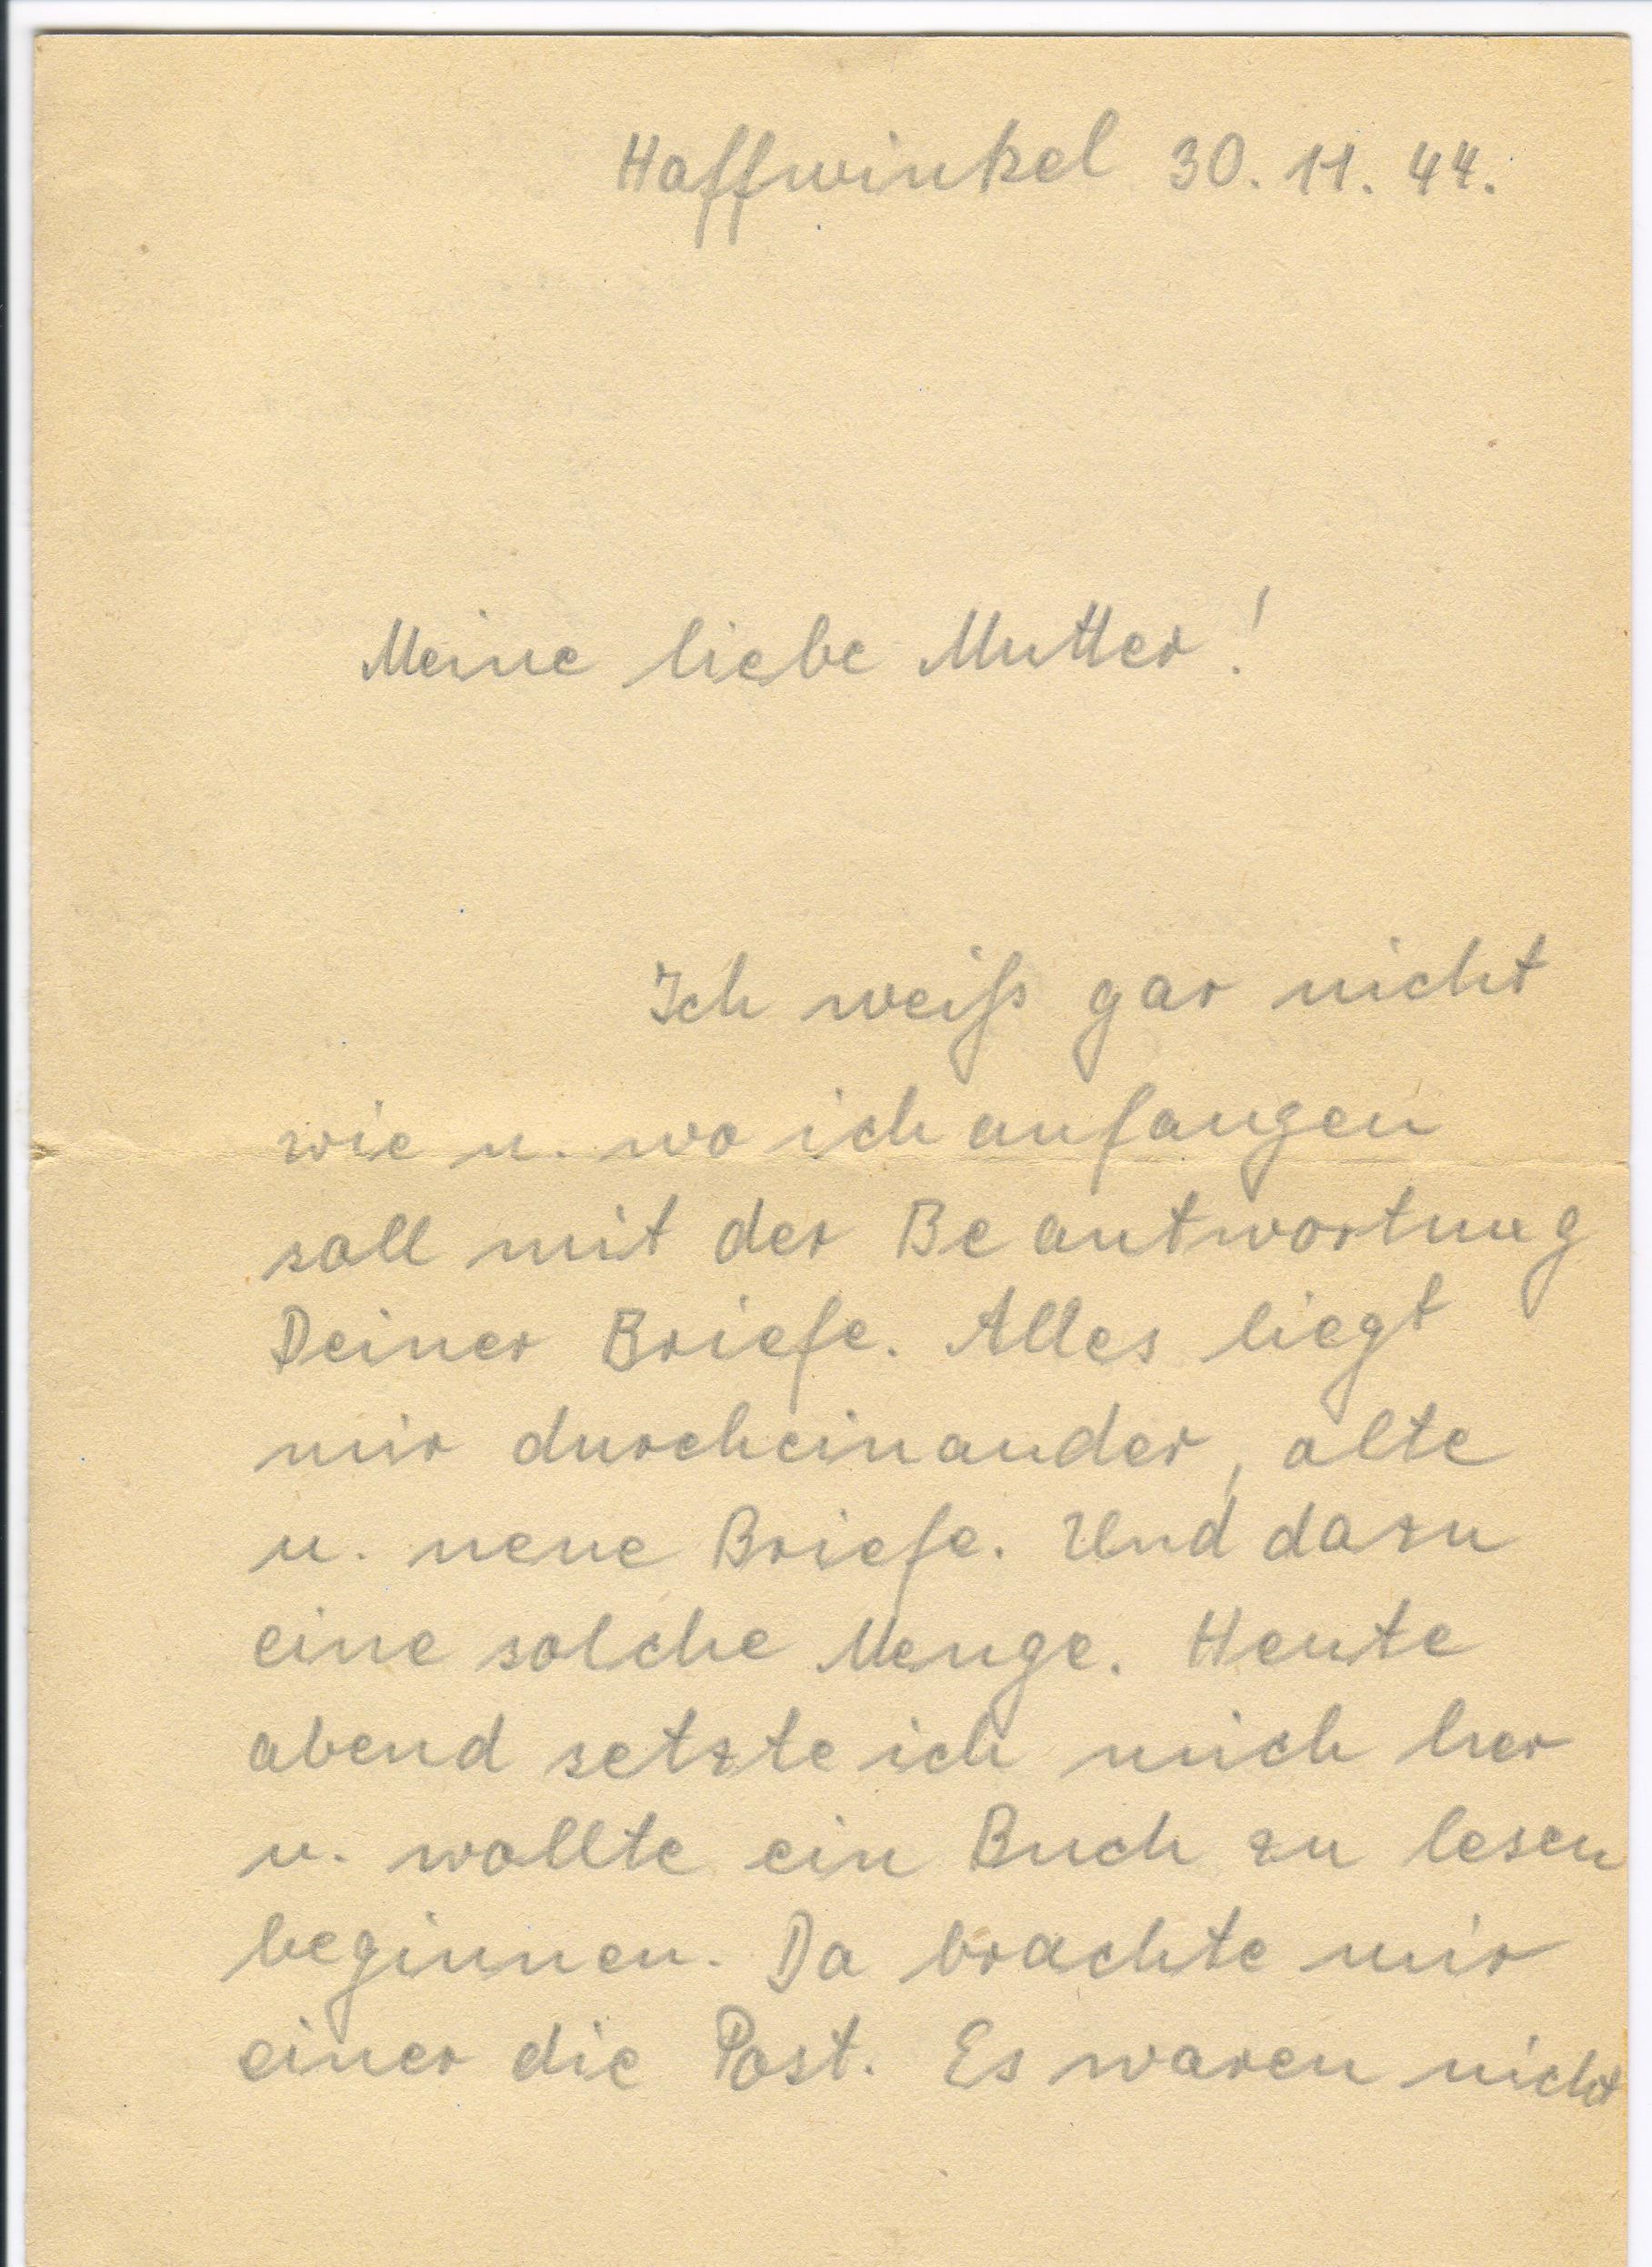 Haffwinkel 30. 11. 44.
Meine liebe Mutter!
Ich weiß gar nicht
wie u. wo ich anfangen
soll mit der Beantwortung
Deiner Briefe. Alles liegt
mir durcheinander, alte
u. neue Briefe. Und dazu
eine solche Menge. Heute
abend setzte ich mich her
u. wollte ein Buch zu lesen
beginnen. Da brachte mir
einer die Post. Es waren nicht